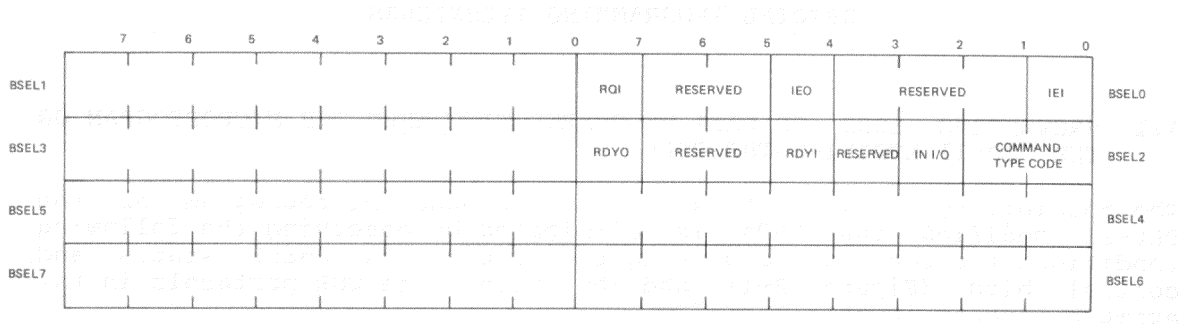 7 6 5 4 3 2 1 0 7 6 5 4 3 2 1 0
BSEL1 RQI RESERVED IEO RESERVED IEI BSEL0
BSEL3 RDYO RESERVED RDYI RESERVED IN I/O COMMAND TYPE CODE BSEL2
BSEL5 BSEL4
BSEL7 BSEL6